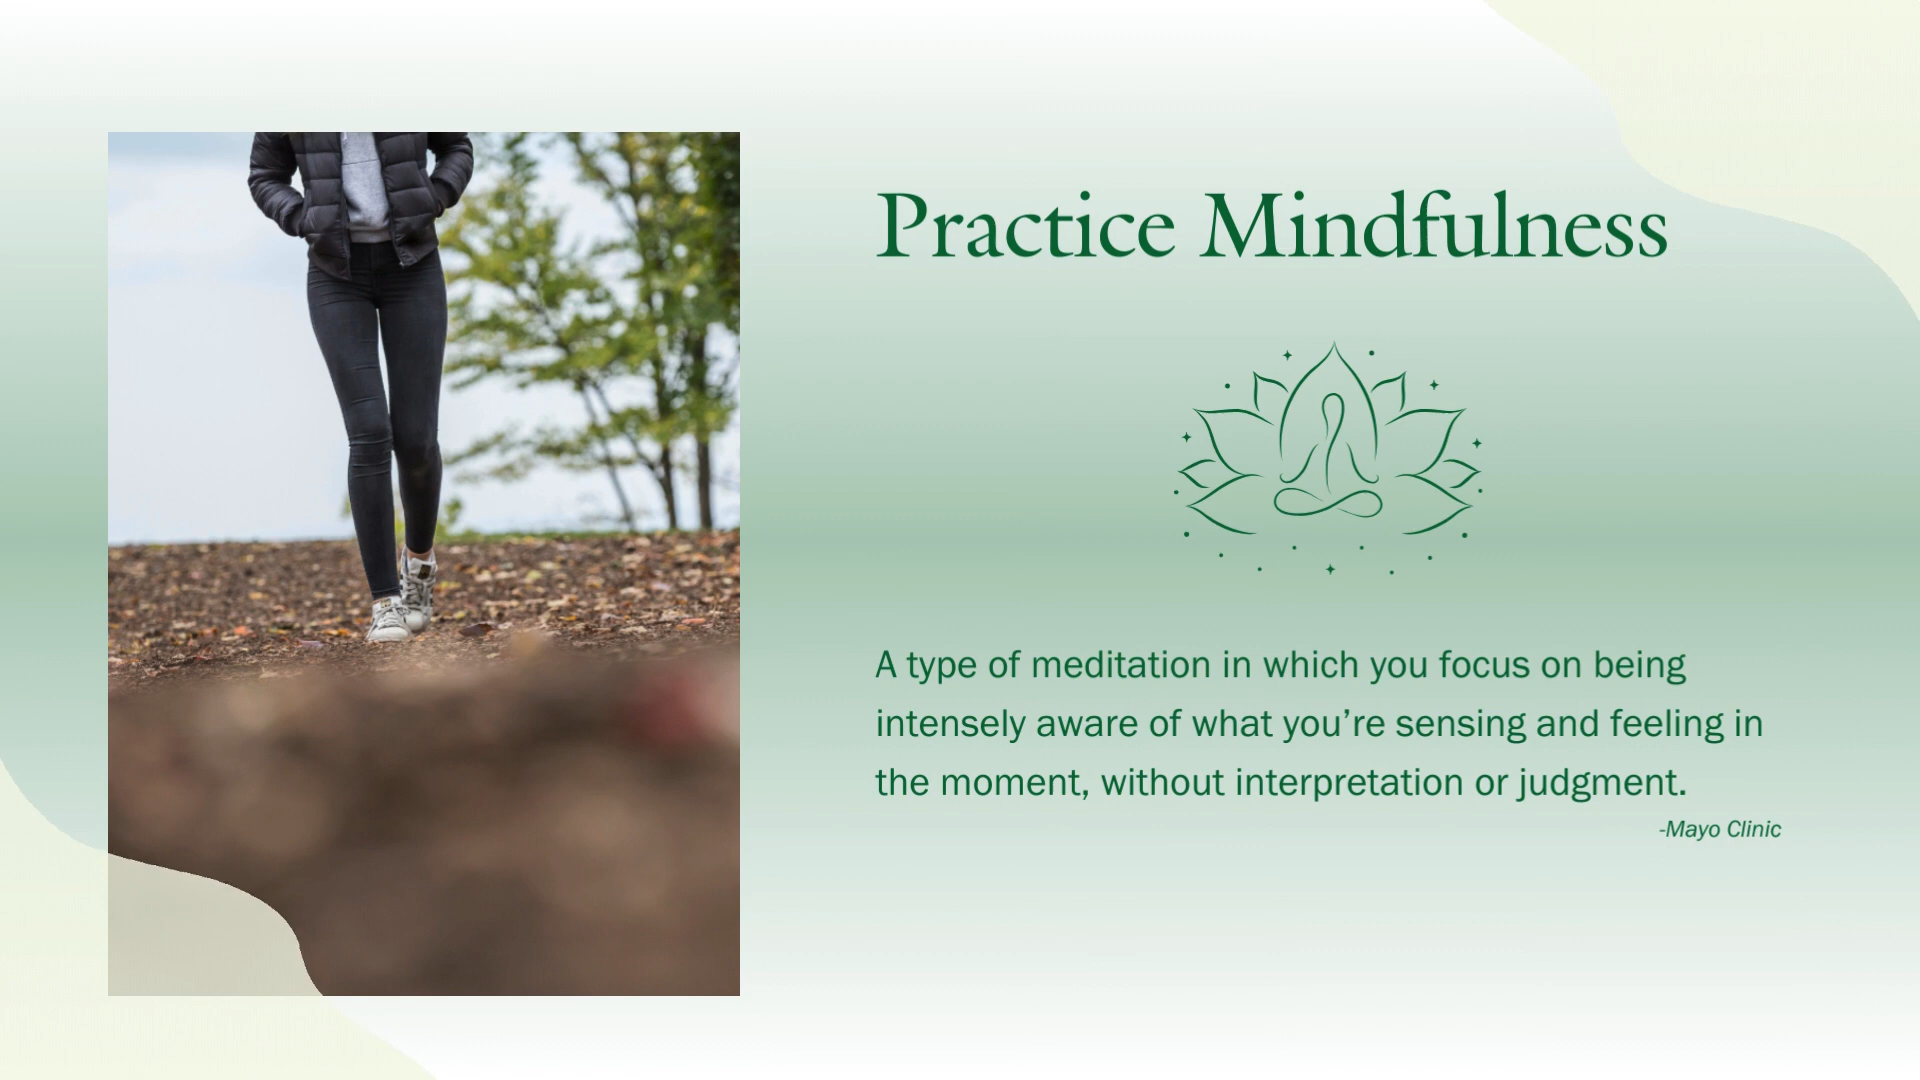 Practice Mindfulness
A type of meditation in which you focus on being
intensely aware of what you’re sensing and feeling in
the moment, without interpretation or judgment.
-Mayo Clinic